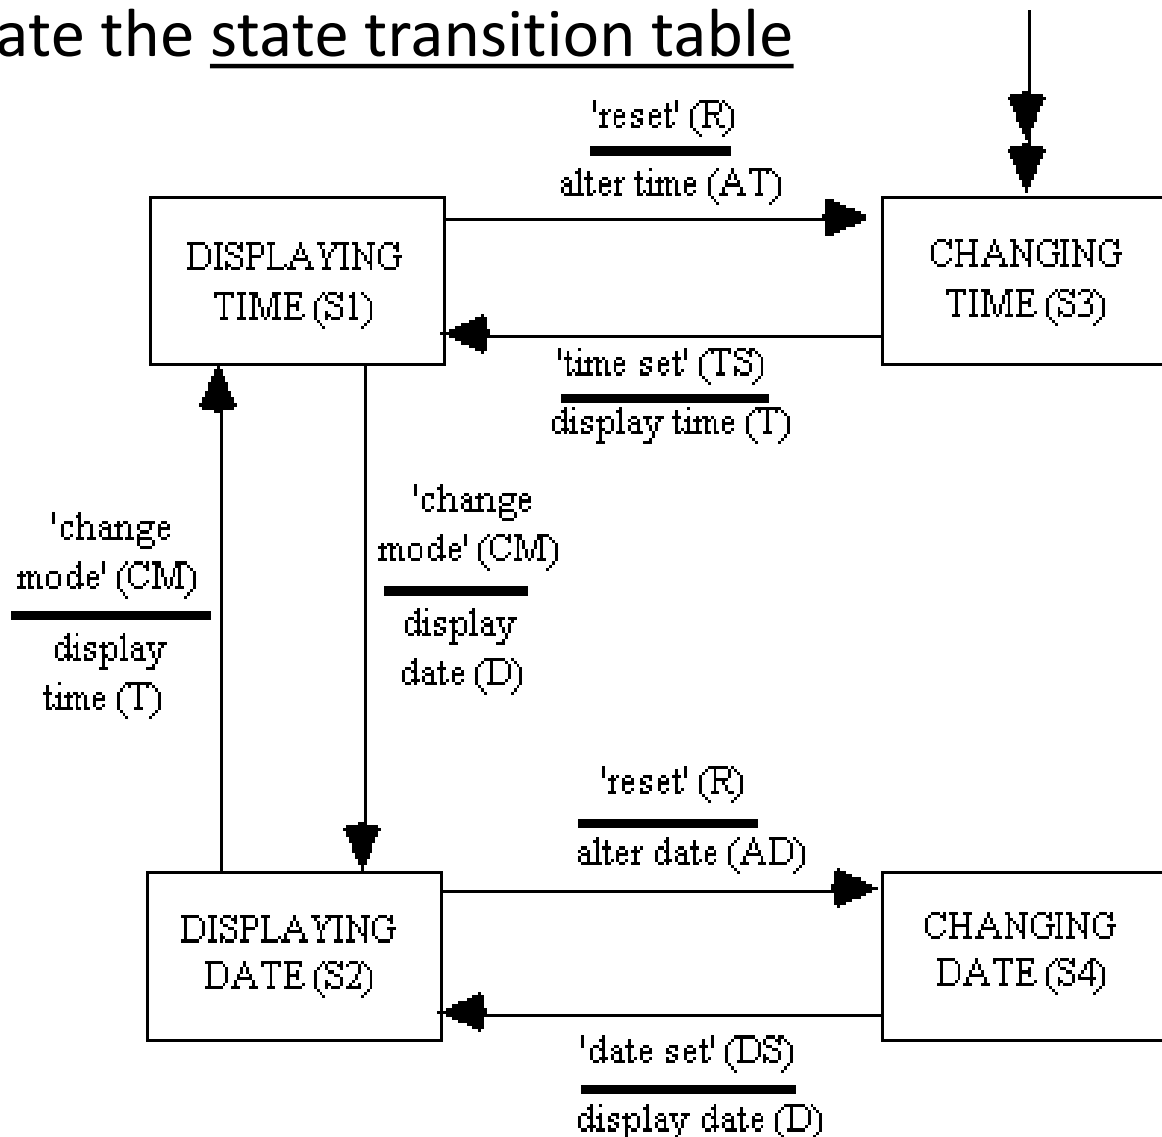 ate the state transition table
'reset' (R)
alter time (AT)
DISPLAYING
TIME (S1)
CHANGING
TIME (S3)
'time set' (TS)
display time (T)
'change
mode' (CM)
display
time (T)
'change
mode' (CM)
display
date (D)
'reset' (R)
alter date (AD)
DISPLAYING
DATE (S2)
CHANGING
DATE (S4)
'date set' (DS)
display date (D)